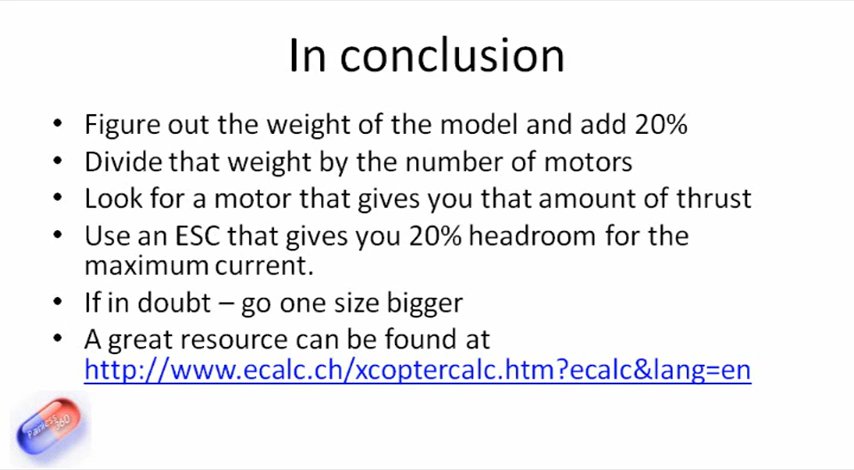 In conclusion
• Figure out the weight of the model and add 20%
• Divide that weight by the number of motors
• Look for a motor that gives you that amount of thrust
• Use an ESC that gives you 20% headroom for the
maximum current.
• If in doubt – go one size bigger
• A great resource can be found at
http://www.ecalc.ch/xcoptercalc.htm?ecalc&lang=en
Painless
360